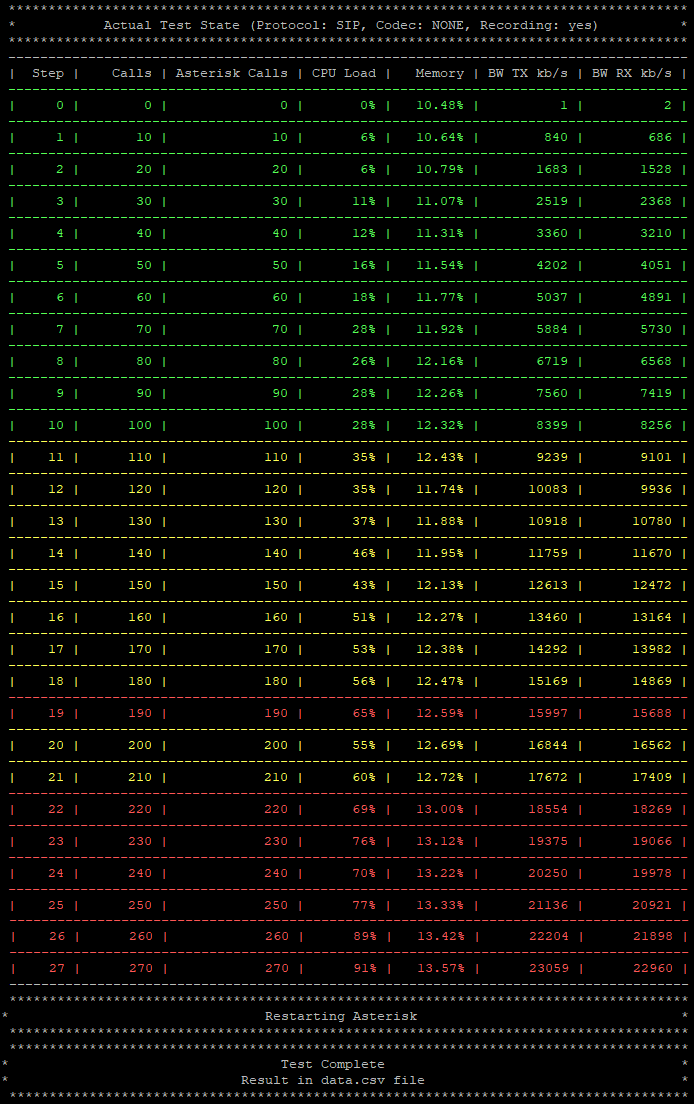 *************************************************************************************
* Actual Test State (Protocol: SIP, Codec: NONE, Recording: yes) *
*************************************************************************************
-------------------------------------------------------------------------------------
| Step | Calls | Asterisk Calls | CPU Load | Memory | BW TX kb/s | BW RX kb/s |
-------------------------------------------------------------------------------------
| 0 | 0 | 0 | 0% | 10.48% | 1 | 2 |
-------------------------------------------------------------------------------------
| 1 | 10 | 10 | 6% | 10.64% | 840 | 686 |
-------------------------------------------------------------------------------------
| 2 | 20 | 20 | 6% | 10.79% | 1683 | 1528 |
-------------------------------------------------------------------------------------
| 3 | 30 | 30 | 11% | 11.07% | 2519 | 2368 |
-------------------------------------------------------------------------------------
| 4 | 40 | 40 | 12% | 11.31% | 3360 | 3210 |
-------------------------------------------------------------------------------------
| 5 | 50 | 50 | 16% | 11.54% | 4202 | 4051 |
-------------------------------------------------------------------------------------
| 6 | 60 | 60 | 18% | 11.77% | 5037 | 4891 |
-------------------------------------------------------------------------------------
| 7 | 70 | 70 | 28% | 11.92% | 5884 | 5730 |
-------------------------------------------------------------------------------------
| 8 | 80 | 80 | 26% | 12.16% | 6719 | 6568 |
-------------------------------------------------------------------------------------
| 9 | 90 | 90 | 28% | 12.26% | 7560 | 7419 |
-------------------------------------------------------------------------------------
| 10 | 100 | 100 | 28% | 12.32% | 8399 | 8256 |
-------------------------------------------------------------------------------------
| 11 | 110 | 110 | 35% | 12.43% | 9239 | 9101 |
-------------------------------------------------------------------------------------
| 12 | 120 | 120 | 35% | 11.74% | 10083 | 9936 |
-------------------------------------------------------------------------------------
| 13 | 130 | 130 | 37% | 11.88% | 10918 | 10780 |
-------------------------------------------------------------------------------------
| 14 | 140 | 140 | 46% | 11.95% | 11759 | 11670 |
-------------------------------------------------------------------------------------
| 15 | 150 | 150 | 43% | 12.13% | 12613 | 12472 |
-------------------------------------------------------------------------------------
| 16 | 160 | 160 | 51% | 12.27% | 13460 | 13164 |
-------------------------------------------------------------------------------------
| 17 | 170 | 170 | 53% | 12.38% | 14292 | 13982 |
-------------------------------------------------------------------------------------
| 18 | 180 | 180 | 56% | 12.47% | 15169 | 14869 |
-------------------------------------------------------------------------------------
| 19 | 190 | 190 | 65% | 12.59% | 15997 | 15688 |
-------------------------------------------------------------------------------------
| 20 | 200 | 200 | 55% | 12.69% | 16844 | 16562 |
-------------------------------------------------------------------------------------
| 21 | 210 | 210 | 60% | 12.72% | 17672 | 17409 |
-------------------------------------------------------------------------------------
| 22 | 220 | 220 | 69% | 13.00% | 18554 | 18269 |
-------------------------------------------------------------------------------------
| 23 | 230 | 230 | 76% | 13.12% | 19375 | 19066 |
-------------------------------------------------------------------------------------
| 24 | 240 | 240 | 70% | 13.22% | 20250 | 19978 |
-------------------------------------------------------------------------------------
| 25 | 250 | 250 | 77% | 13.33% | 21136 | 20921 |
-------------------------------------------------------------------------------------
| 26 | 260 | 260 | 89% | 13.42% | 22204 | 21898 |
-------------------------------------------------------------------------------------
| 27 | 270 | 270 | 91% | 13.57% | 23059 | 22960 |
-------------------------------------------------------------------------------------
*************************************************************************************
* Restarting Asterisk *
*************************************************************************************
*************************************************************************************
* Test Complete *
* Result in data.csv file *
*************************************************************************************